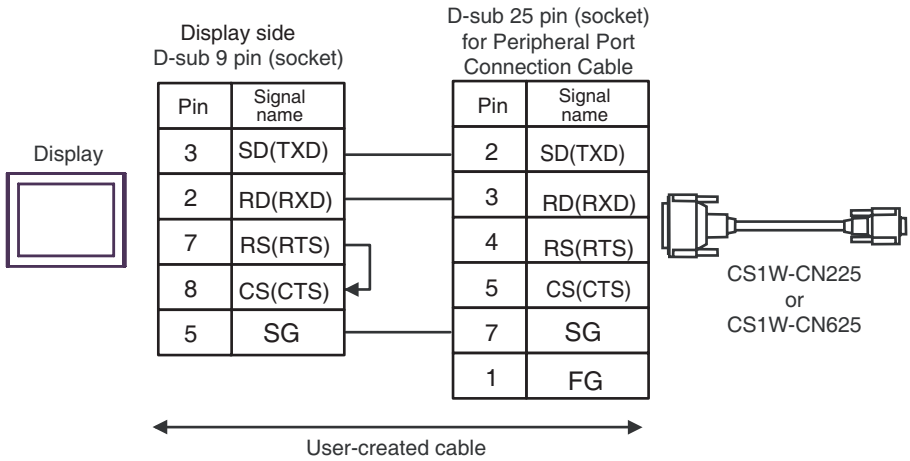 Display side
D-sub 9 pin (socket)
D-sub 25 pin (socket)
for Peripheral Port
Connection Cable
Display
Pin Signal name
3 SD(TXD)
2 RD(RXD)
7 RS(RTS)
8 CS(CTS)
5 SG
Pin Signal name
2 SD(TXD)
3 RD(RXD)
4 RS(RTS)
5 CS(CTS)
7 SG
1 FG
CS1W-CN225
or
CS1W-CN625
User-created cable